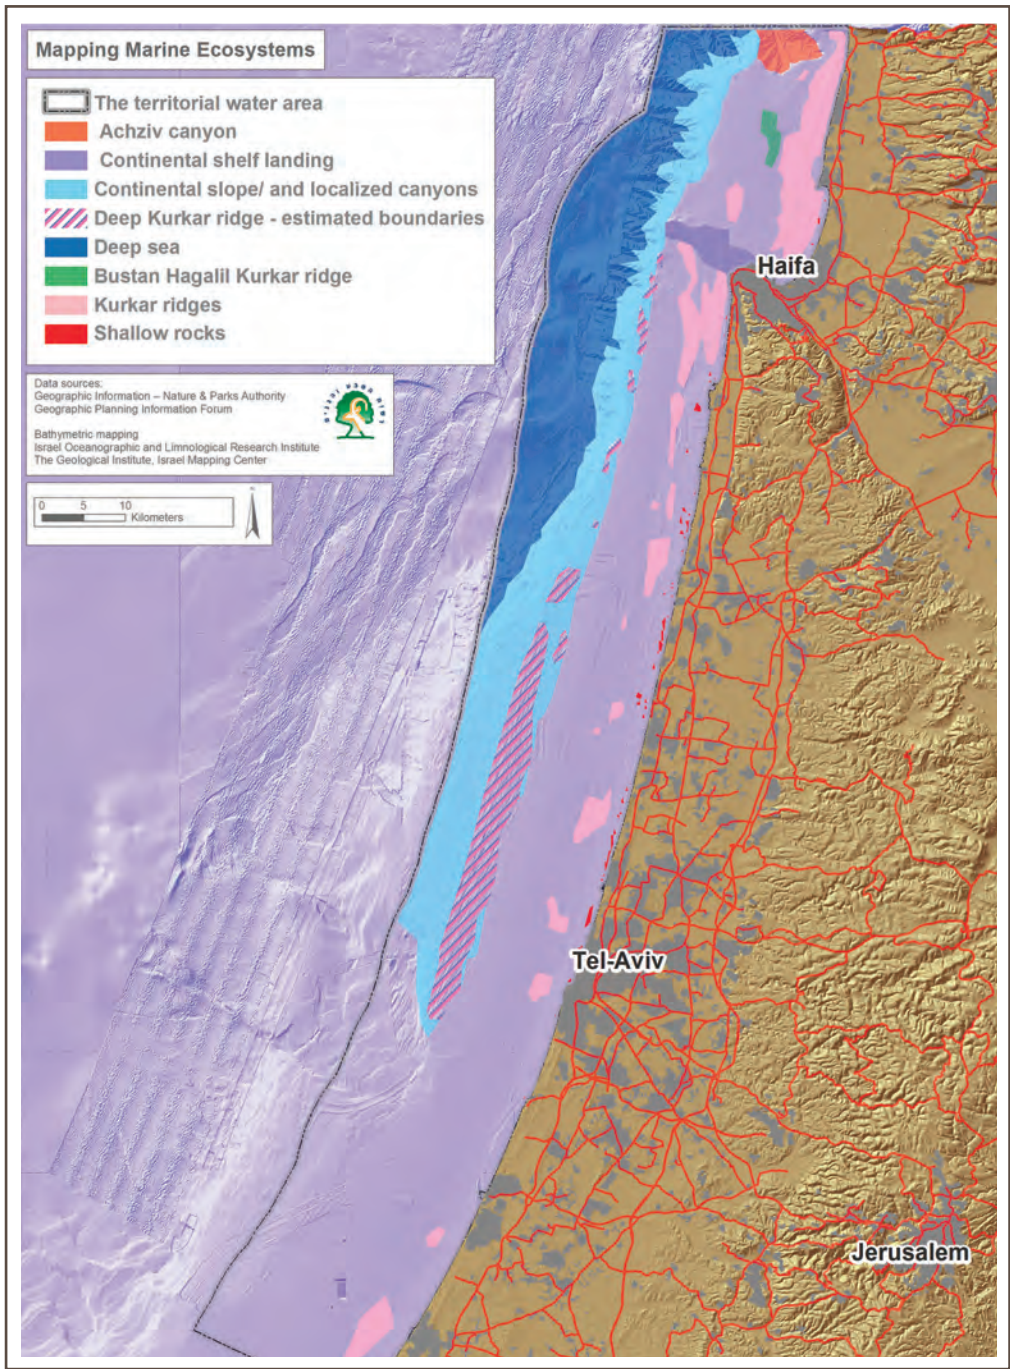 Mapping Marine Ecosystems
The territorial water area
Achziv canyon
Continental shelf landing
Continental slope/ and localized canyons
Deep Kurkar ridge - estimated boundaries
Deep sea
Bustan Hagalil Kurkar ridge
Kurkar ridges
Shallow rocks
Data sources:
Geographic Information – Nature & Parks Authority
Geographic Planning Information Forum
Bathymetric mapping
Israel Oceanographic and Limnological Research Institute
The Geological Institute, Israel Mapping Center
0 5 10
Kilometers
Haifa
Tel-Aviv
Jerusalem